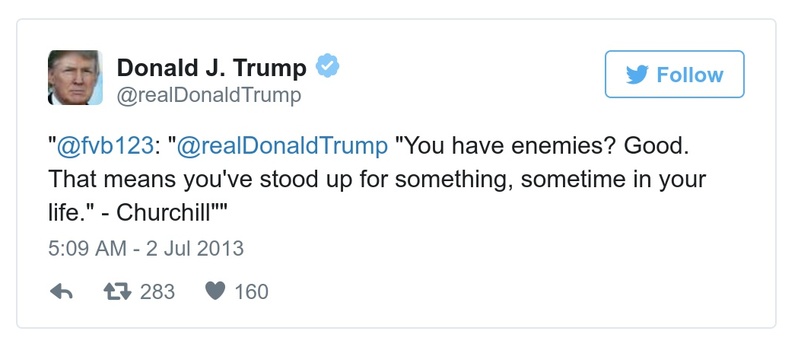 Donald J. Trump
@realDonaldTrump
Follow
"@fvb123: "@realDonaldTrump "You have enemies? Good.
That means you've stood up for something, sometime in your
life." - Churchill""
5:09 AM - 2 Jul 2013
283 160